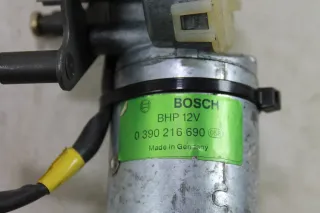 BOSCH
BHP 12V
0 390 216 690
Made in Germany